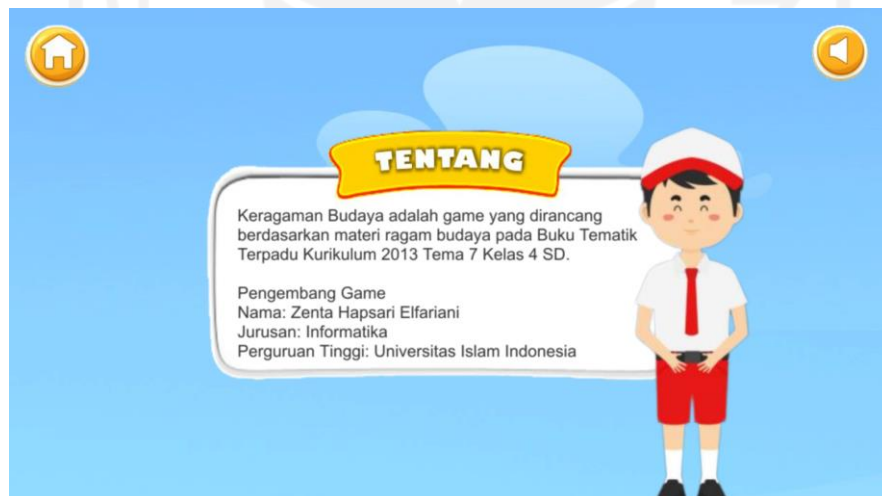 TENTANG
Keragaman Budaya adalah game yang dirancang
berdasarkan materi ragam budaya pada Buku Tematik
Terpadu Kurikulum 2013 Tema 7 Kelas 4 SD.
Pengembang Game
Nama: Zenta Hapsari Elfariani
Jurusan: Informatika
Perguruan Tinggi: Universitas Islam Indonesia